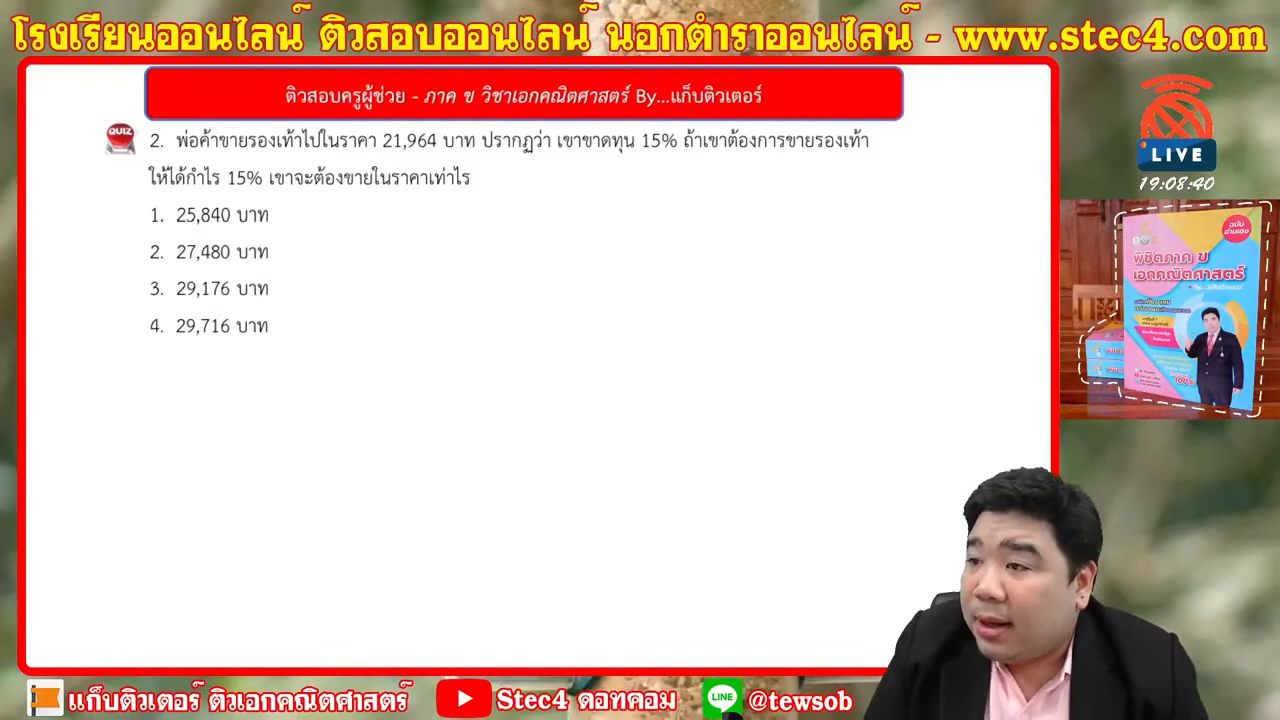 โรงเรียนออนไลน์ ติวสอบออนไลน์ นอกตำราออนไลน์ - www.stec4.com
ติวสอบครูผู้ช่วย - ภาค ข วิชาเอกคณิตศาสตร์ By...แก็บติวเตอร์
QUIZ
2. พ่อค้าขายรองเท้าไปในราคา 21,964 บาท ปรากฏว่า เขาขาดทุน 15% ถ้าเขาต้องการขายรองเท้า
ให้ได้กำไร 15% เขาจะต้องขายในราคาเท่าไร
1. 25,840 บาท
2. 27,480 บาท
3. 29,176 บาท
4. 29,716 บาท
LIVE
19:08:40
ฉบับ
อ่านเอง
พิชิตภาค ข
เอกคณิตศาสตร์
แก็บติวเตอร์ ติวเอกคณิตศาสตร์
Stec4 ดอทคอม
LINE
@tewsob